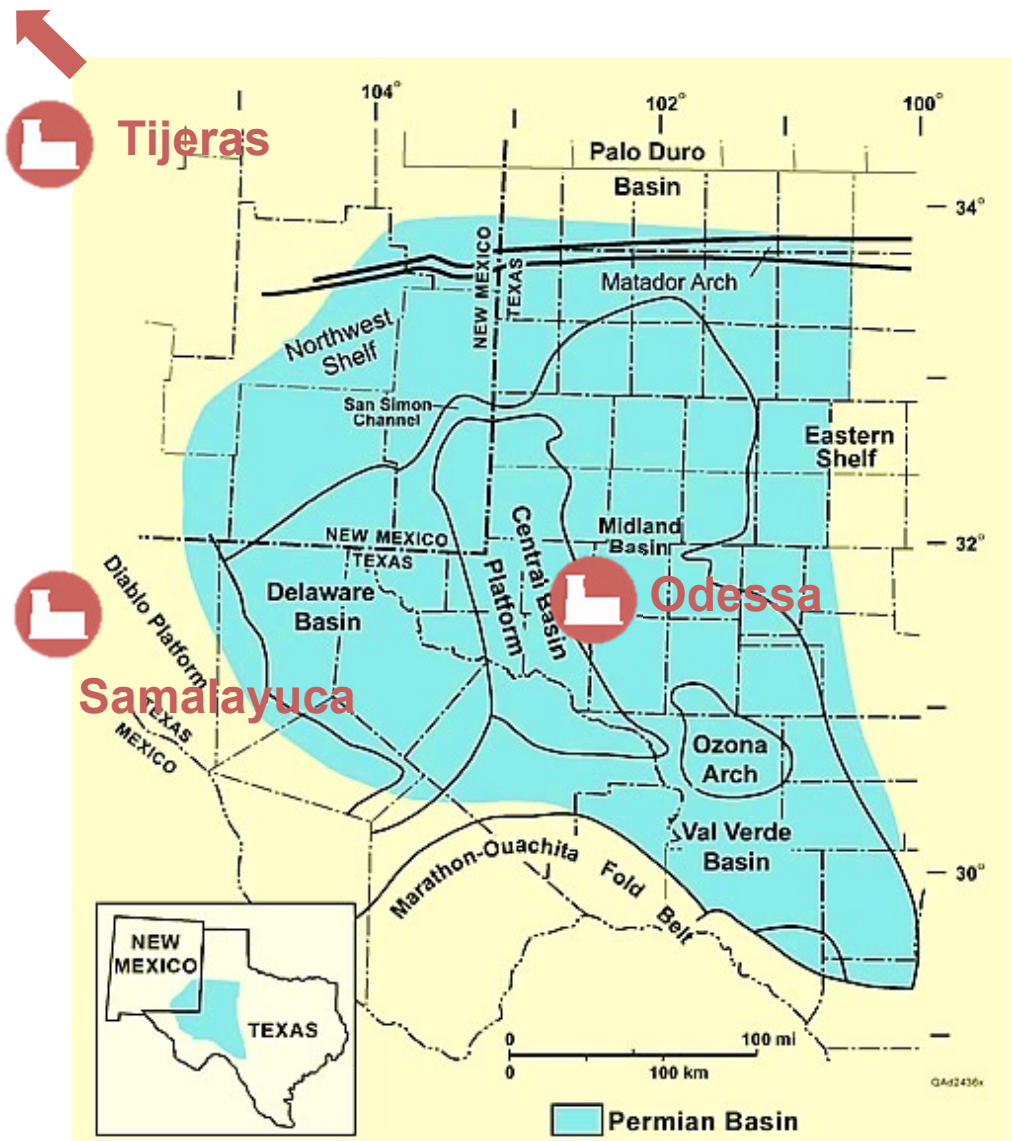 104°
102°
100°
Tijeras
Palo Duro
Basin
34°
NEW MEXICO
TEXAS
Matador Arch
Northwest
Shelf
San Simon
Channel
Eastern
Shelf
Central Basin
Platform
Midland
Basin
NEW MEXICO
TEXAS
32°
Diablo Platform
Delaware
Basin
Odessa
Samalayuca
TEXAS
MEXICO
Ozona
Arch
Val Verde
Basin
Marathon-Ouachita Fold Belt
30°
NEW
MEXICO
TEXAS
0 100 mi
0 100 km
QAd2436x
Permian Basin